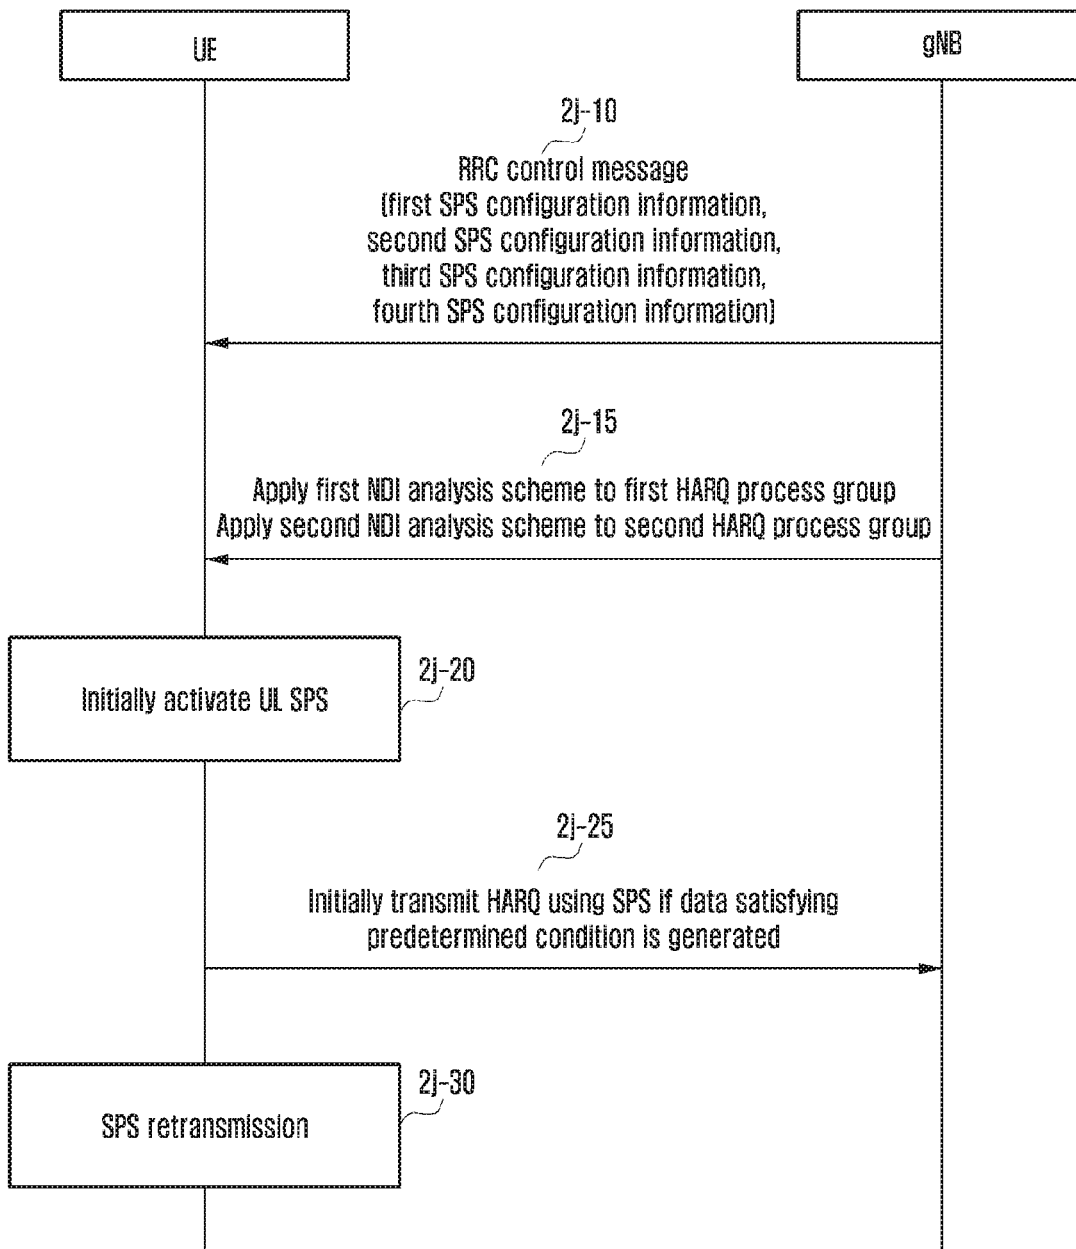 UE
gNB
2j-10
RRC control message
(first SPS configuration information,
second SPS configuration information,
third SPS configuration information,
fourth SPS configuration information)
2j-15
Apply first NDI analysis scheme to first HARQ process group
Apply second NDI analysis scheme to second HARQ process group
Initially activate UL SPS
2j-20
2j-25
Initially transmit HARQ using SPS if data satisfying
predetermined condition is generated
SPS retransmission
2j-30